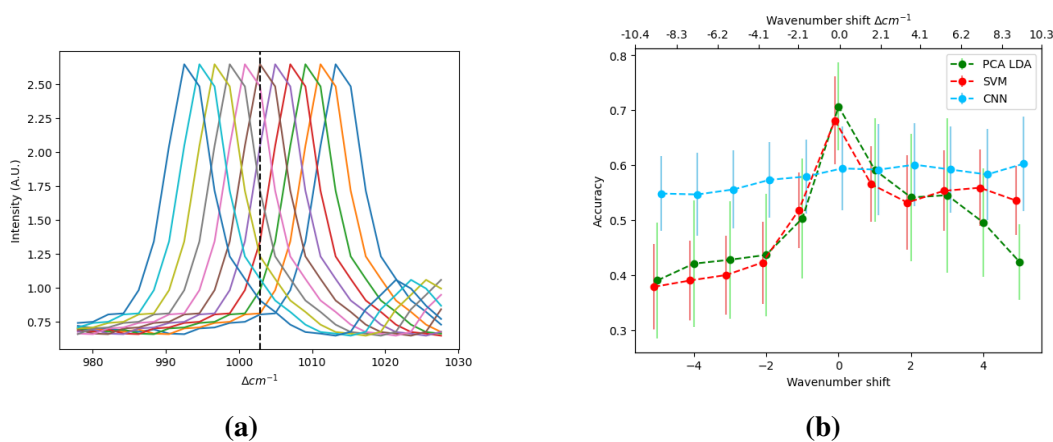 Intensity (A.U.)
2.50
2.25
2.00
1.75
1.50
1.25
1.00
0.75
980 990 1000 1010 1020 1030
Δcm⁻¹
(a)
Wavenumber shift Δcm⁻¹
-10.4 -8.3 -6.2 -4.1 -2.1 0.0 2.1 4.1 6.2 8.3 10.3
Accuracy
0.8
0.7
0.6
0.5
0.4
0.3
PCA LDA
SVM
CNN
−4 −2 0 2 4
Wavenumber shift
(b)